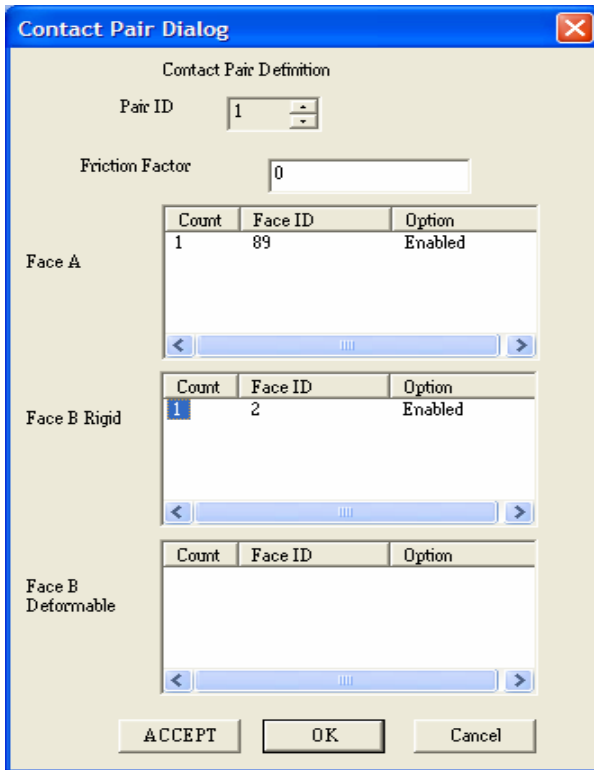 Contact Pair Dialog
Contact Pair Definition
Pair ID 1
Friction Factor 0
Count Face ID Option
1 89 Enabled
Face A
Count Face ID Option
1 2 Enabled
Face B Rigid
Count Face ID Option
Face B
Deformable
ACCEPT OK Cancel